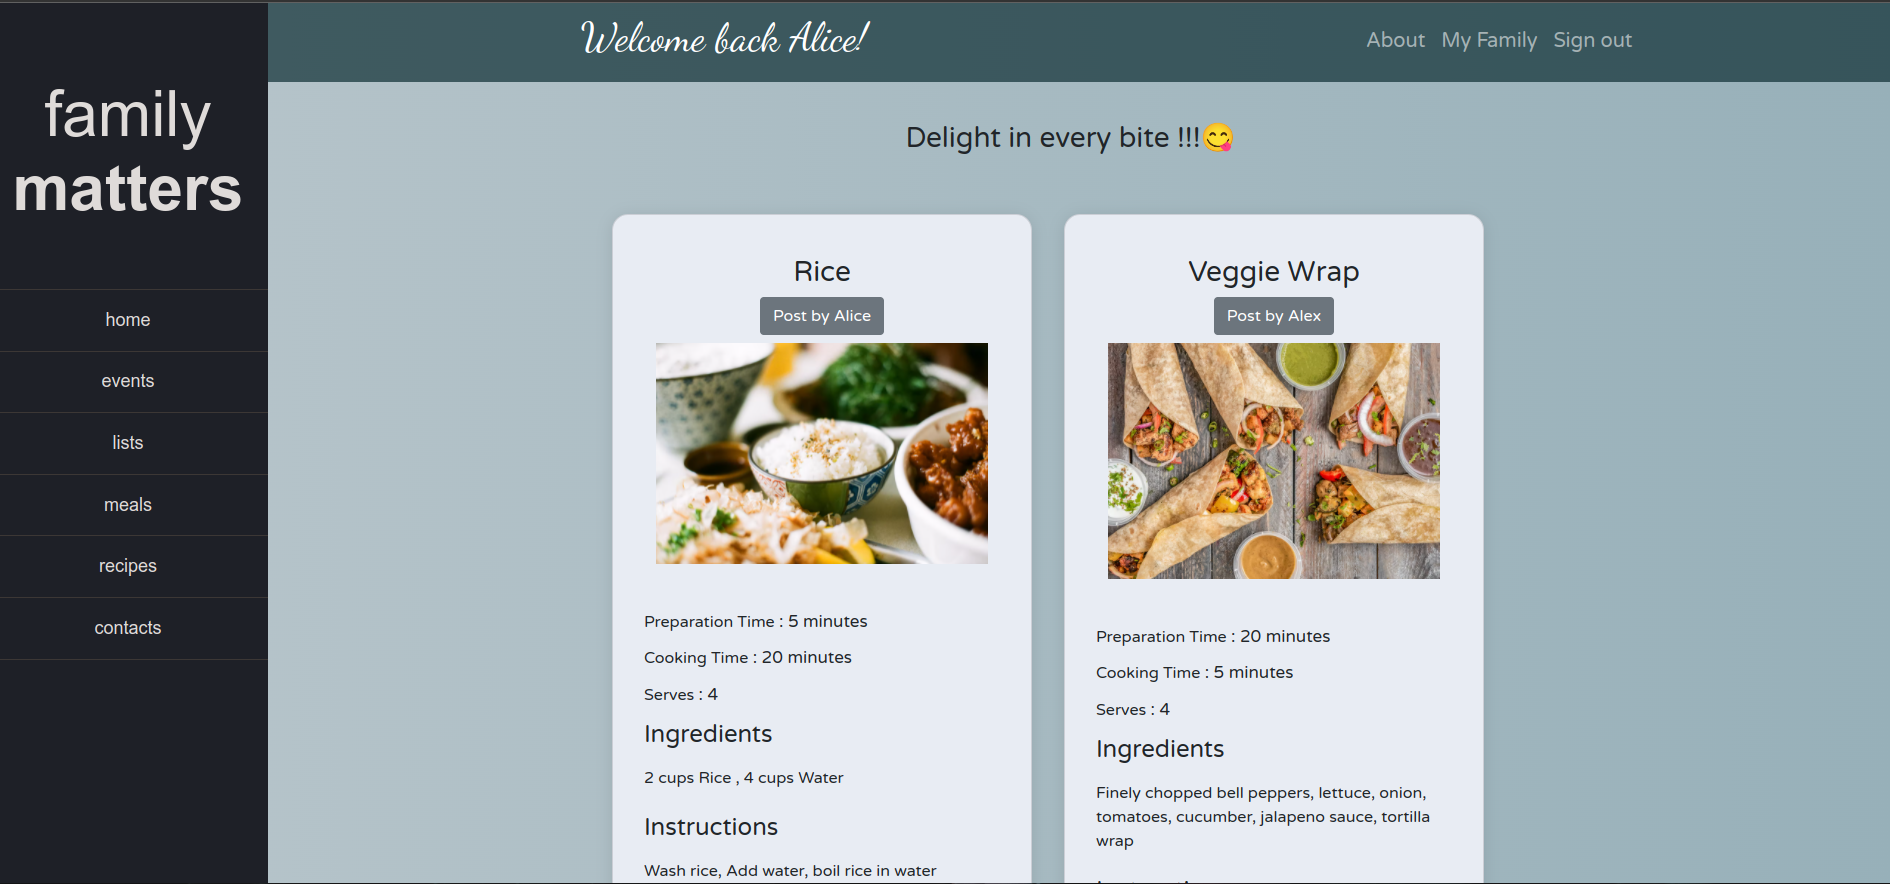 family
matters
home
events
lists
meals
recipes
contacts
Welcome back Alice!
About My Family Sign out
Delight in every bite !!!😋
Rice
Post by Alice
Preparation Time : 5 minutes
Cooking Time : 20 minutes
Serves : 4
Ingredients
2 cups Rice , 4 cups Water
Instructions
Wash rice, Add water, boil rice in water
Veggie Wrap
Post by Alex
Preparation Time : 20 minutes
Cooking Time : 5 minutes
Serves : 4
Ingredients
Finely chopped bell peppers, lettuce, onion,
tomatoes, cucumber, jalapeno sauce, tortilla
wrap